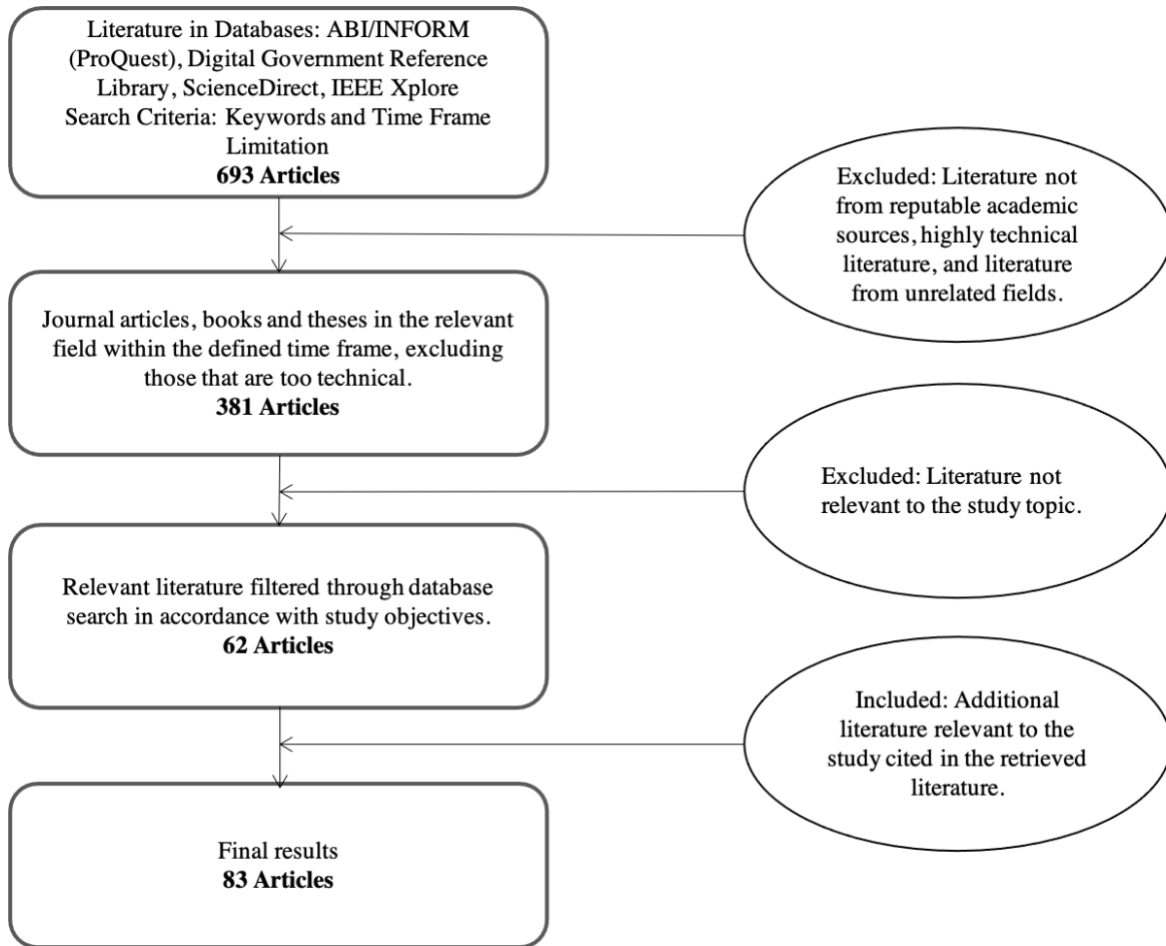 Literature in Databases: ABI/INFORM
(ProQuest), Digital Government Reference
Library, ScienceDirect, IEEE Xplore
Search Criteria: Keywords and Time Frame
Limitation
693 Articles
Excluded: Literature not
from reputable academic
sources, highly technical
literature, and literature
from unrelated fields.
Journal articles, books and theses in the relevant
field within the defined time frame, excluding
those that are too technical.
381 Articles
Excluded: Literature not
relevant to the study topic.
Relevant literature filtered through database
search in accordance with study objectives.
62 Articles
Included: Additional
literature relevant to the
study cited in the retrieved
literature.
Final results
83 Articles